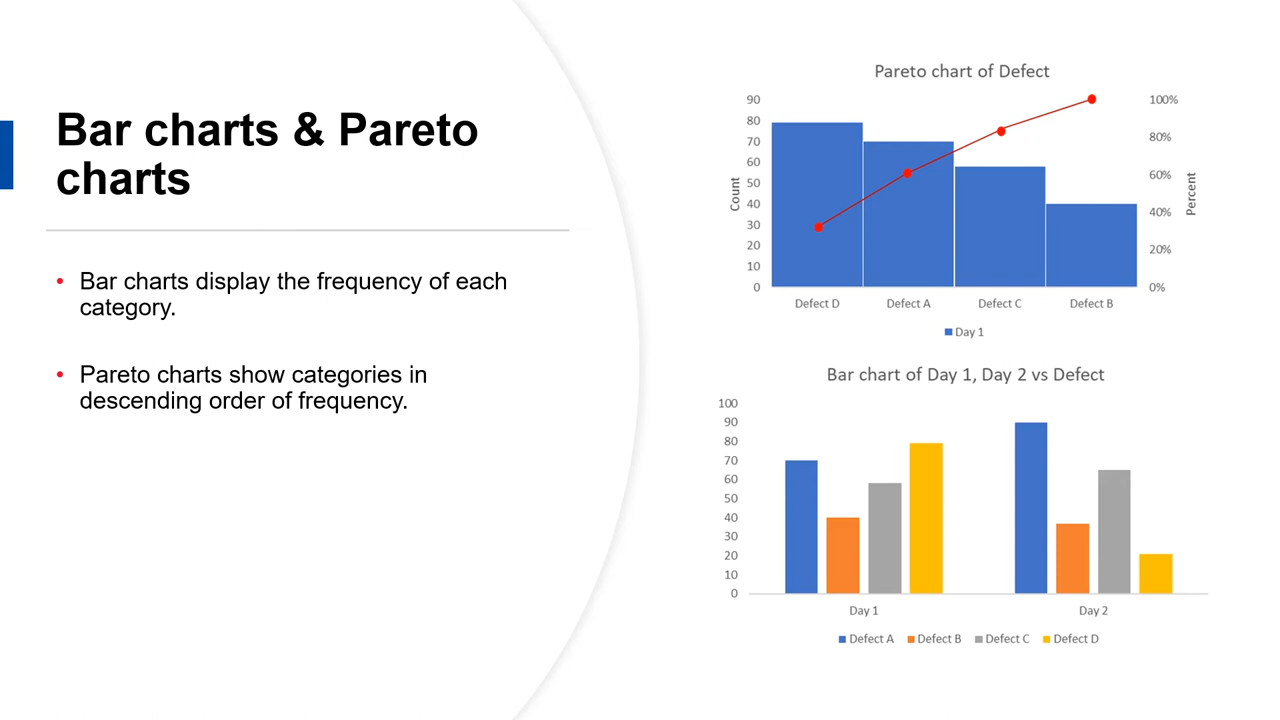 Bar charts & Pareto
charts
• Bar charts display the frequency of each
category.
• Pareto charts show categories in
descending order of frequency.
Pareto chart of Defect
90
80
70
60
50
40
30
20
10
0
Count
100%
80%
60%
40%
20%
0%
Percent
Defect D Defect A Defect C Defect B
Day 1
Bar chart of Day 1, Day 2 vs Defect
100
90
80
70
60
50
40
30
20
10
0
Day 1 Day 2
Defect A Defect B Defect C Defect D